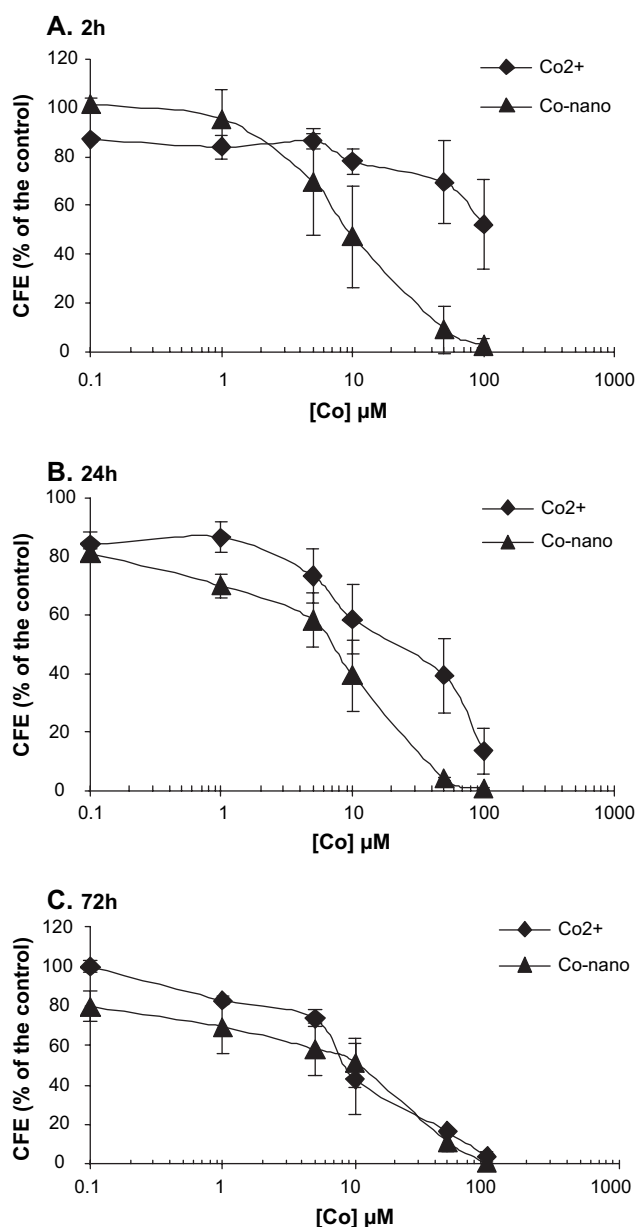 A. 2h
120
100
80
60
40
20
0
CFE (% of the control)
Co2+
Co-nano
0.1 1 10 100 1000
[Co] µM
B. 24h
100
80
60
40
20
0
CFE (% of the control)
Co2+
Co-nano
0.1 1 10 100 1000
[Co] µM
C. 72h
120
100
80
60
40
20
0
CFE (% of the control)
Co2+
Co-nano
0.1 1 10 100 1000
[Co] µM